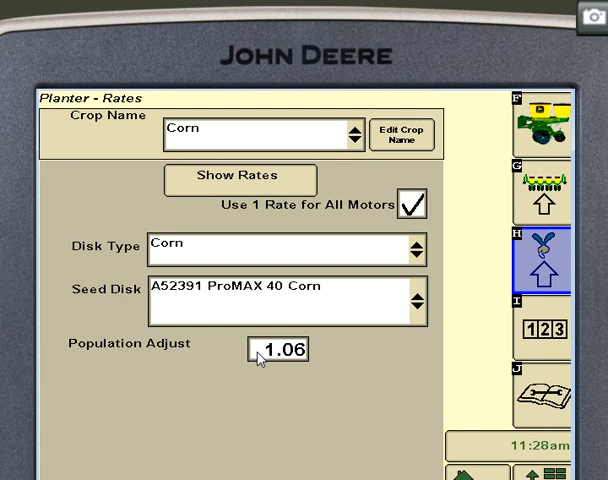 JOHN DEERE
Planter - Rates
F
Crop Name
Corn
Edit Crop
Name
Show Rates
G
Use 1 Rate for All Motors
H
Disk Type
Corn
Seed Disk
A52391 ProMAX 40 Corn
I
123
Population Adjust
1.06
J
11:28am